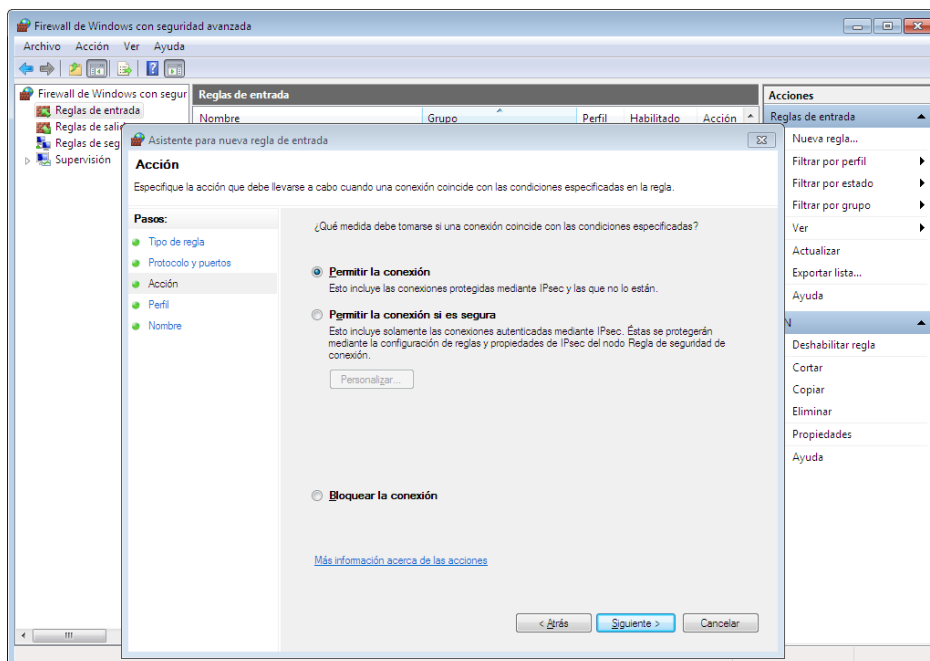 Firewall de Windows con seguridad avanzada
Archivo Acción Ver Ayuda
Firewall de Windows con segur
Reglas de entrada
Reglas de salid
Reglas de seg
Supervisión
Reglas de entrada
Nombre Grupo Perfil Habilitado Acción
Asistente para nueva regla de entrada
Acción
Especifique la acción que debe llevarse a cabo cuando una conexión coincide con las condiciones especificadas en la regla.
Pasos:
Tipo de regla
Protocolo y puertos
Acción
Perfil
Nombre
¿Qué medida debe tomarse si una conexión coincide con las condiciones especificadas?
Permitir la conexión
Esto incluye las conexiones protegidas mediante IPsec y las que no lo están.
Permitir la conexión si es segura
Esto incluye solamente las conexiones autenticadas mediante IPsec. Éstas se protegerán
mediante la configuración de reglas y propiedades de IPsec del nodo Regla de seguridad de
conexión.
Personalizar...
Bloquear la conexión
Más información acerca de las acciones
< Atrás Siguiente > Cancelar
Acciones
Reglas de entrada
Nueva regla...
Filtrar por perfil
Filtrar por estado
Filtrar por grupo
Ver
Actualizar
Exportar lista...
Ayuda
N
Deshabilitar regla
Cortar
Copiar
Eliminar
Propiedades
Ayuda